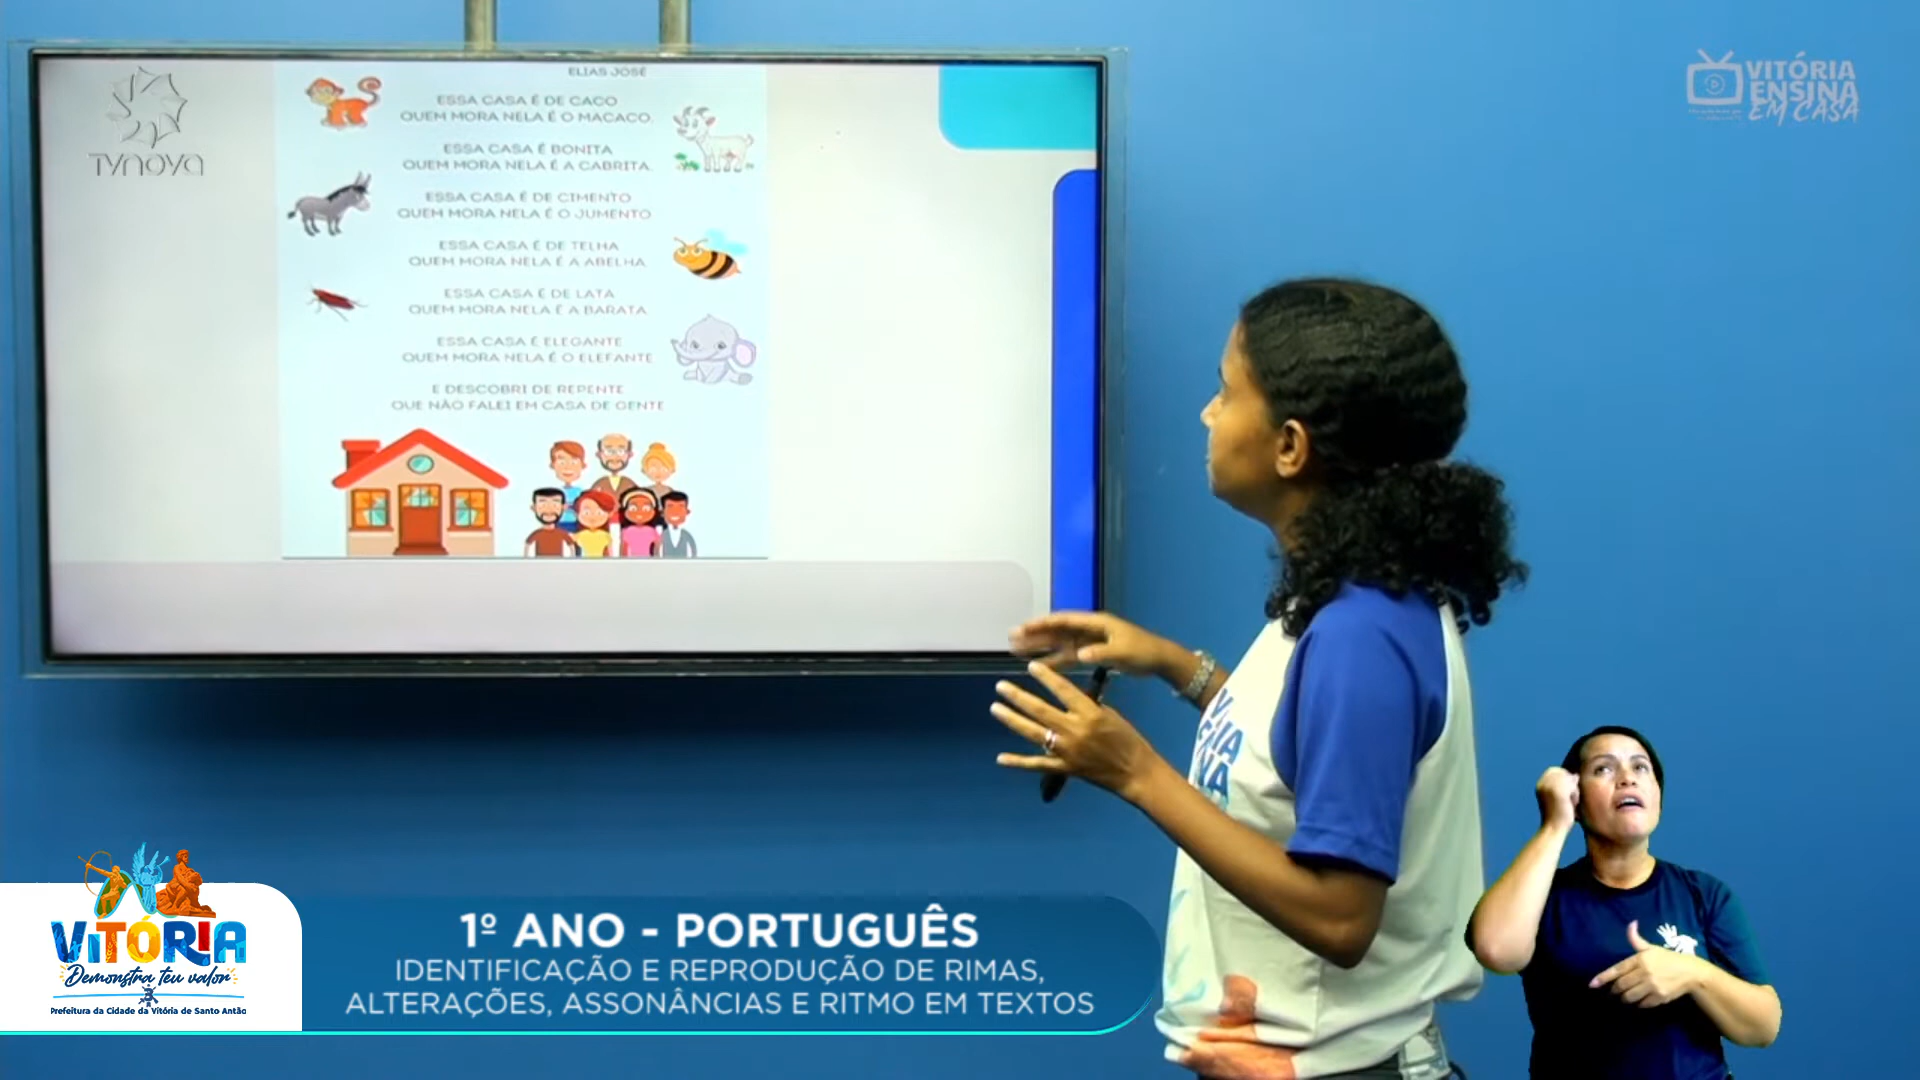 TYNOVA
ELIAS JOSÉ
ESSA CASA É DE CACO
QUEM MORA NELA É O MACACO.
ESSA CASA É BONITA
QUEM MORA NELA É A CABRITA.
ESSA CASA É DE CIMENTO
QUEM MORA NELA É O JUMENTO
ESSA CASA É DE TELHA
QUEM MORA NELA É A ABELHA.
ESSA CASA É DE LATA
QUEM MORA NELA É A BARATA
ESSA CASA É ELEGANTE
QUEM MORA NELA É O ELEFANTE
E DESCOBRI DE REPENTE
QUE NÃO FALEI EM CASA DE GENTE
VITÓRIA
ENSINA
EM CASA
VITÓRIA
Demonstra teu valor
Prefeitura da Cidade da Vitória de Santo Antão
1º ANO - PORTUGUÊS
IDENTIFICAÇÃO E REPRODUÇÃO DE RIMAS,
ALTERAÇÕES, ASSONÂNCIAS E RITMO EM TEXTOS